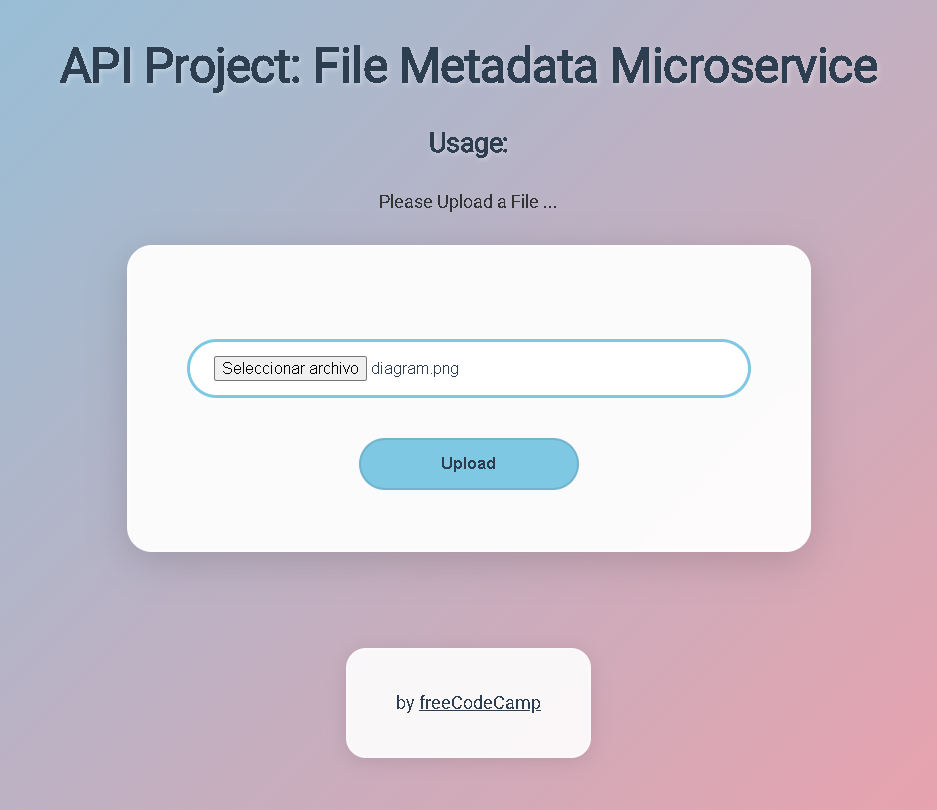 API Project: File Metadata Microservice
Usage:
Please Upload a File ...
Seleccionar archivo diagram.png
Upload
by freeCodeCamp